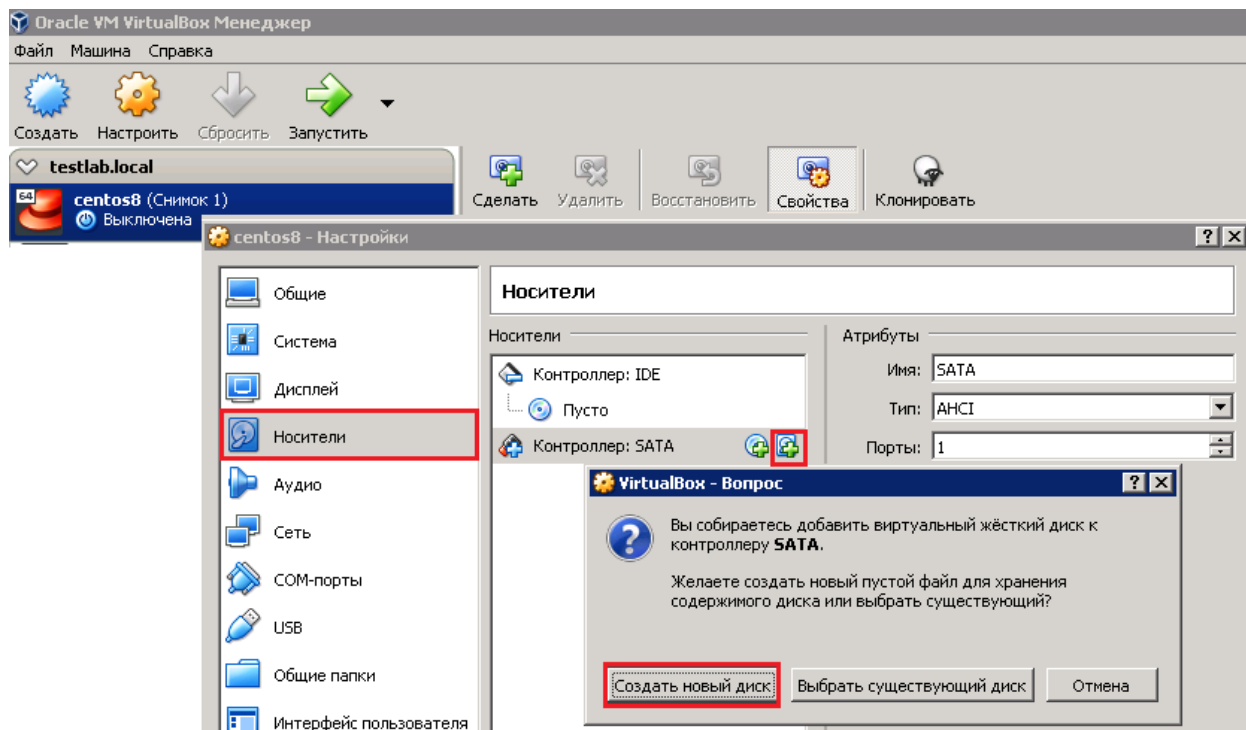 Oracle VM VirtualBox Менеджер
Файл Машина Справка
Создать Настроить Сбросить Запустить
testlab.local
64
centos8 (Снимок 1)
Выключена
Сделать Удалить Восстановить Свойства Клонировать
centos8 - Настройки
Общие
Система
Дисплей
Носители
Аудио
Сеть
COM-порты
USB
Общие папки
Интерфейс пользователя
Носители
Носители
Контроллер: IDE
Пусто
Контроллер: SATA
Атрибуты
Имя: SATA
Тип: AHCI
Порты: 1
VirtualBox - Вопрос
Вы собираетесь добавить виртуальный жёсткий диск к
контроллеру SATA.
Желаете создать новый пустой файл для хранения
содержимого диска или выбрать существующий?
Создать новый диск Выбрать существующий диск Отмена